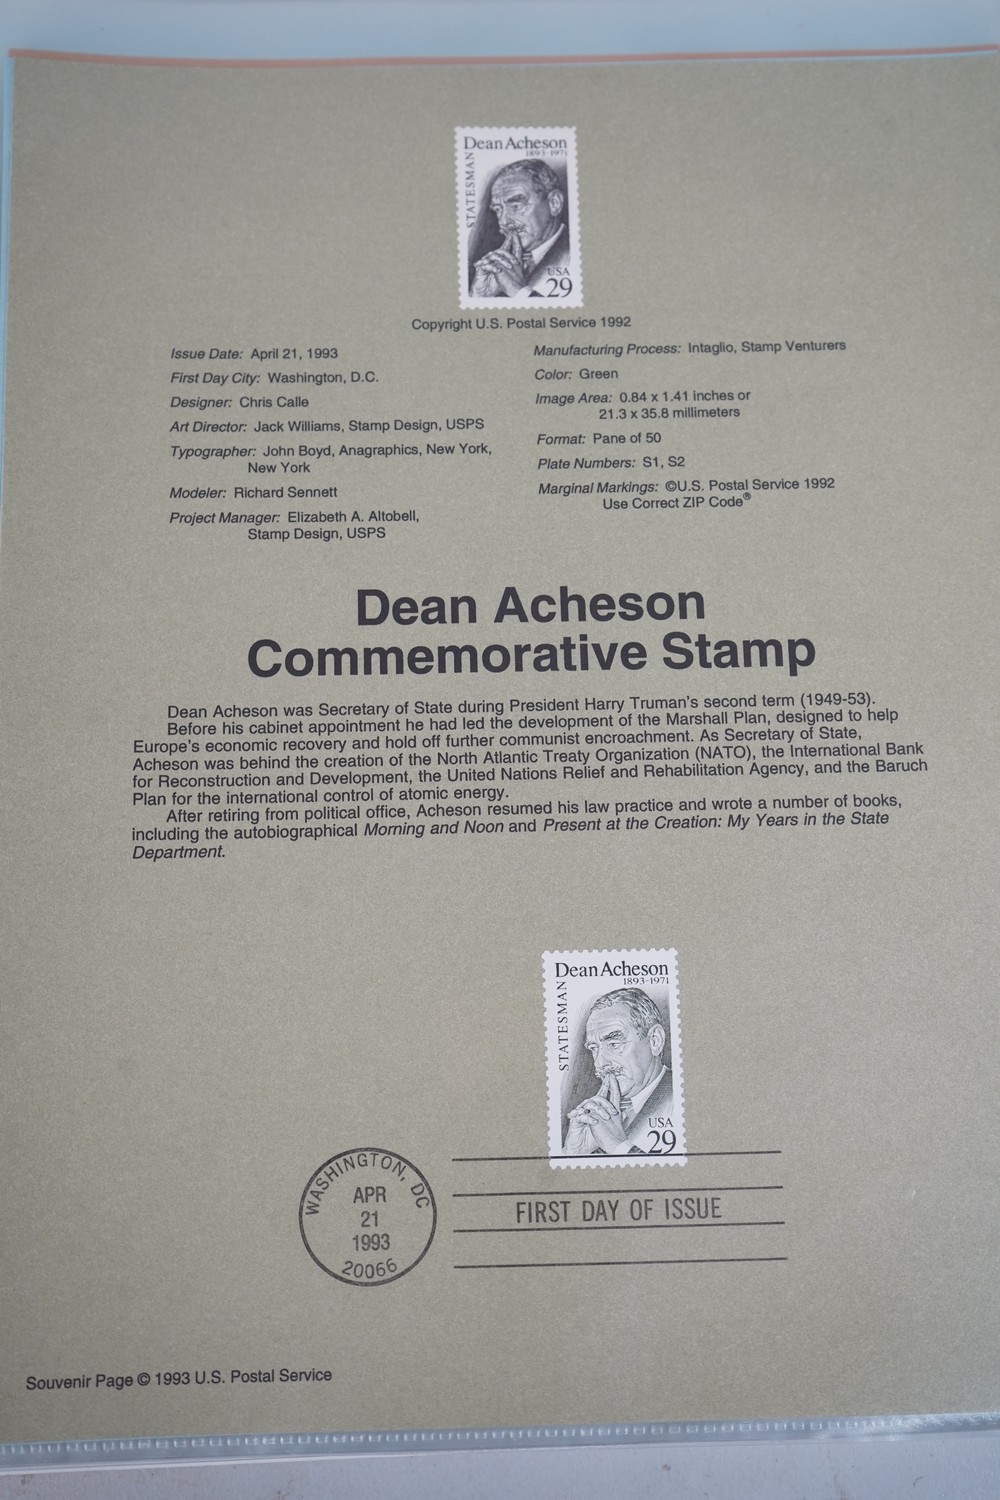 Dean Acheson
1893-1971
STATESMAN
USA
29
Copyright U.S. Postal Service 1992
Issue Date: April 21, 1993
First Day City: Washington, D.C.
Designer: Chris Calle
Art Director: Jack Williams, Stamp Design, USPS
Typographer: John Boyd, Anagraphics, New York,
New York
Modeler: Richard Sennett
Project Manager: Elizabeth A. Altobell,
Stamp Design, USPS
Manufacturing Process: Intaglio, Stamp Venturers
Color: Green
Image Area: 0.84 x 1.41 inches or
21.3 x 35.8 millimeters
Format: Pane of 50
Plate Numbers: S1, S2
Marginal Markings: ©U.S. Postal Service 1992
Use Correct ZIP Code®
Dean Acheson
Commemorative Stamp
Dean Acheson was Secretary of State during President Harry Truman's second term (1949-53).
Before his cabinet appointment he had led the development of the Marshall Plan, designed to help
Europe's economic recovery and hold off further communist encroachment. As Secretary of State,
Acheson was behind the creation of the North Atlantic Treaty Organization (NATO), the International Bank
for Reconstruction and Development, the United Nations Relief and Rehabilitation Agency, and the Baruch
Plan for the international control of atomic energy.
After retiring from political office, Acheson resumed his law practice and wrote a number of books,
including the autobiographical Morning and Noon and Present at the Creation: My Years in the State
Department.
Dean Acheson
1893-1971
STATESMAN
USA
29
WASHINGTON, DC
APR
21
1993
20066
FIRST DAY OF ISSUE
Souvenir Page © 1993 U.S. Postal Service